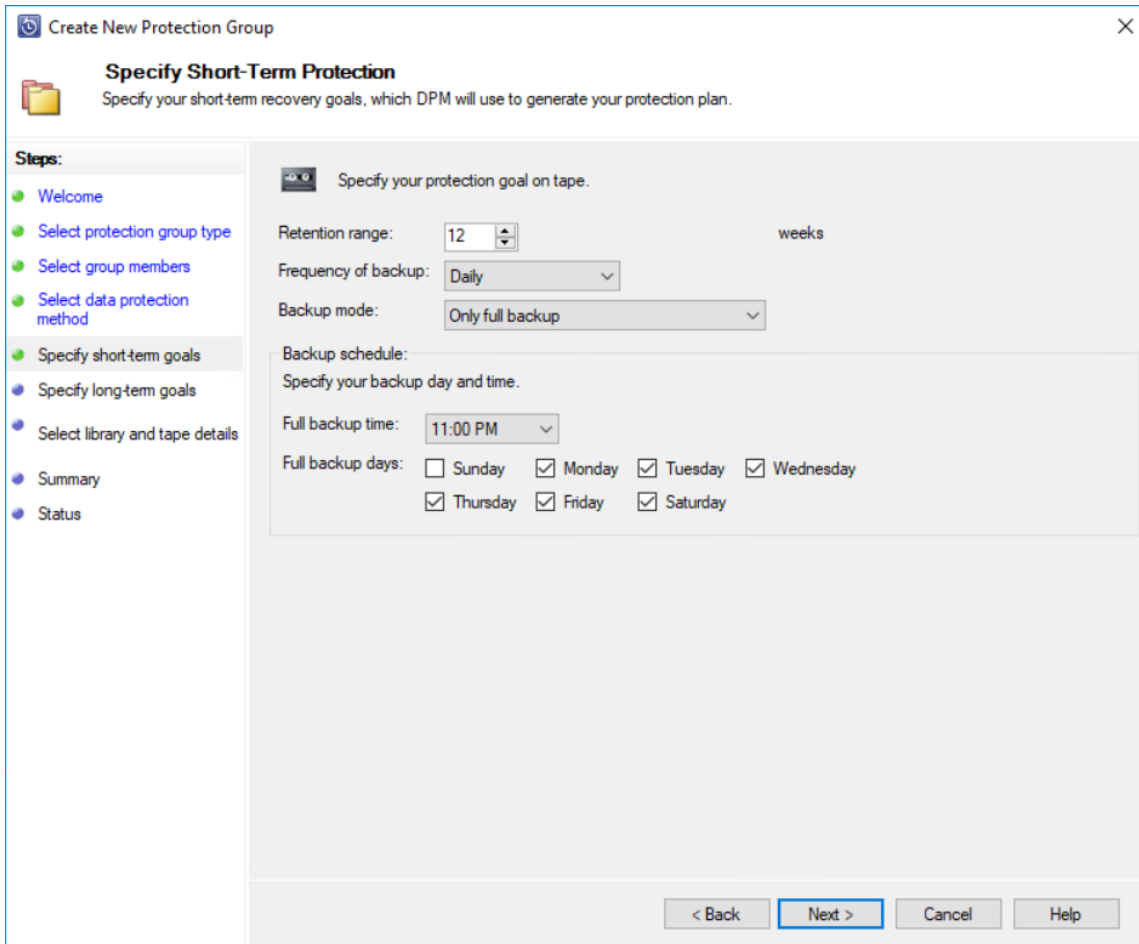 Create New Protection Group
Specify Short-Term Protection
Specify your short-term recovery goals, which DPM will use to generate your protection plan.
Steps:
Welcome
Select protection group type
Select group members
Select data protection
method
Specify short-term goals
Specify long-term goals
Select library and tape details
Summary
Status
Specify your protection goal on tape.
Retention range: 12 weeks
Frequency of backup: Daily
Backup mode: Only full backup
Backup schedule:
Specify your backup day and time.
Full backup time: 11:00 PM
Full backup days: Sunday Monday Tuesday Wednesday
Thursday Friday Saturday
< Back Next > Cancel Help